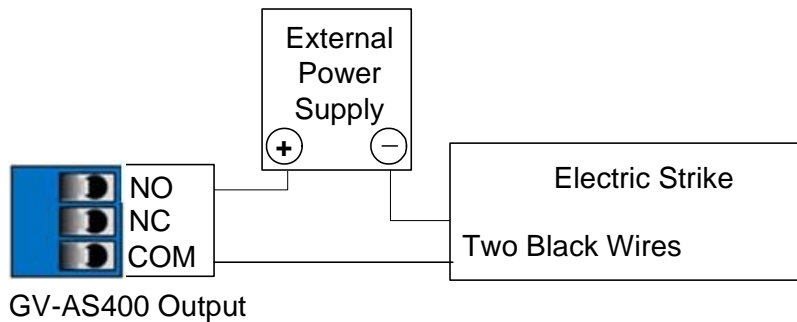 External
Power
Supply
+ −
NO
NC
COM
Electric Strike
Two Black Wires
GV-AS400 Output